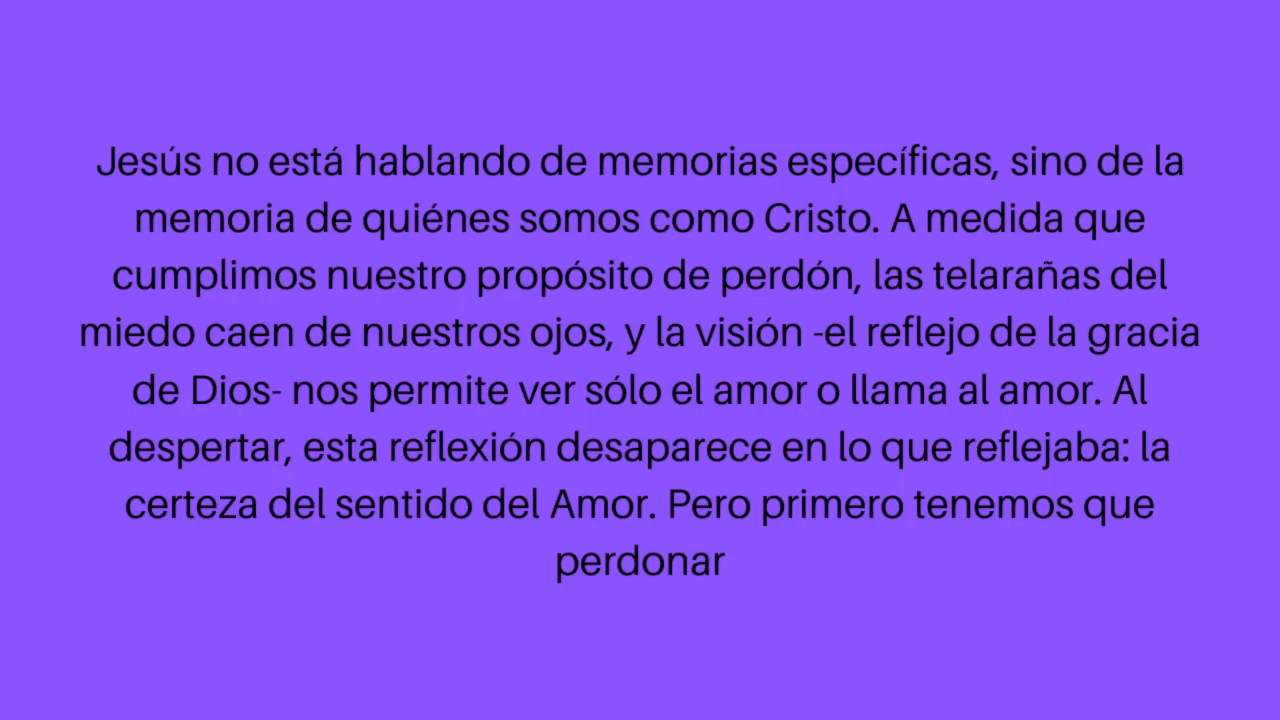 Jesús no está hablando de memorias específicas, sino de la
memoria de quiénes somos como Cristo. A medida que
cumplimos nuestro propósito de perdón, las telarañas del
miedo caen de nuestros ojos, y la visión -el reflejo de la gracia
de Dios- nos permite ver sólo el amor o llama al amor. Al
despertar, esta reflexión desaparece en lo que reflejaba: la
certeza del sentido del Amor. Pero primero tenemos que
perdonar